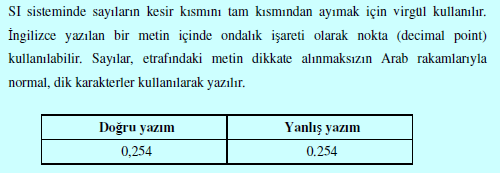 SI sisteminde sayıların kesir kısmını tam kısmından ayımak için virgül kullanılır.
İngilizce yazılan bir metin içinde ondalık işareti olarak nokta (decimal point)
kullanılabilir. Sayılar, etrafındaki metin dikkate alınmaksızın Arab rakamlarıyla
normal, dik karakterler kullanılarak yazılır.
Doğru yazım Yanlış yazım
0,254 0.254